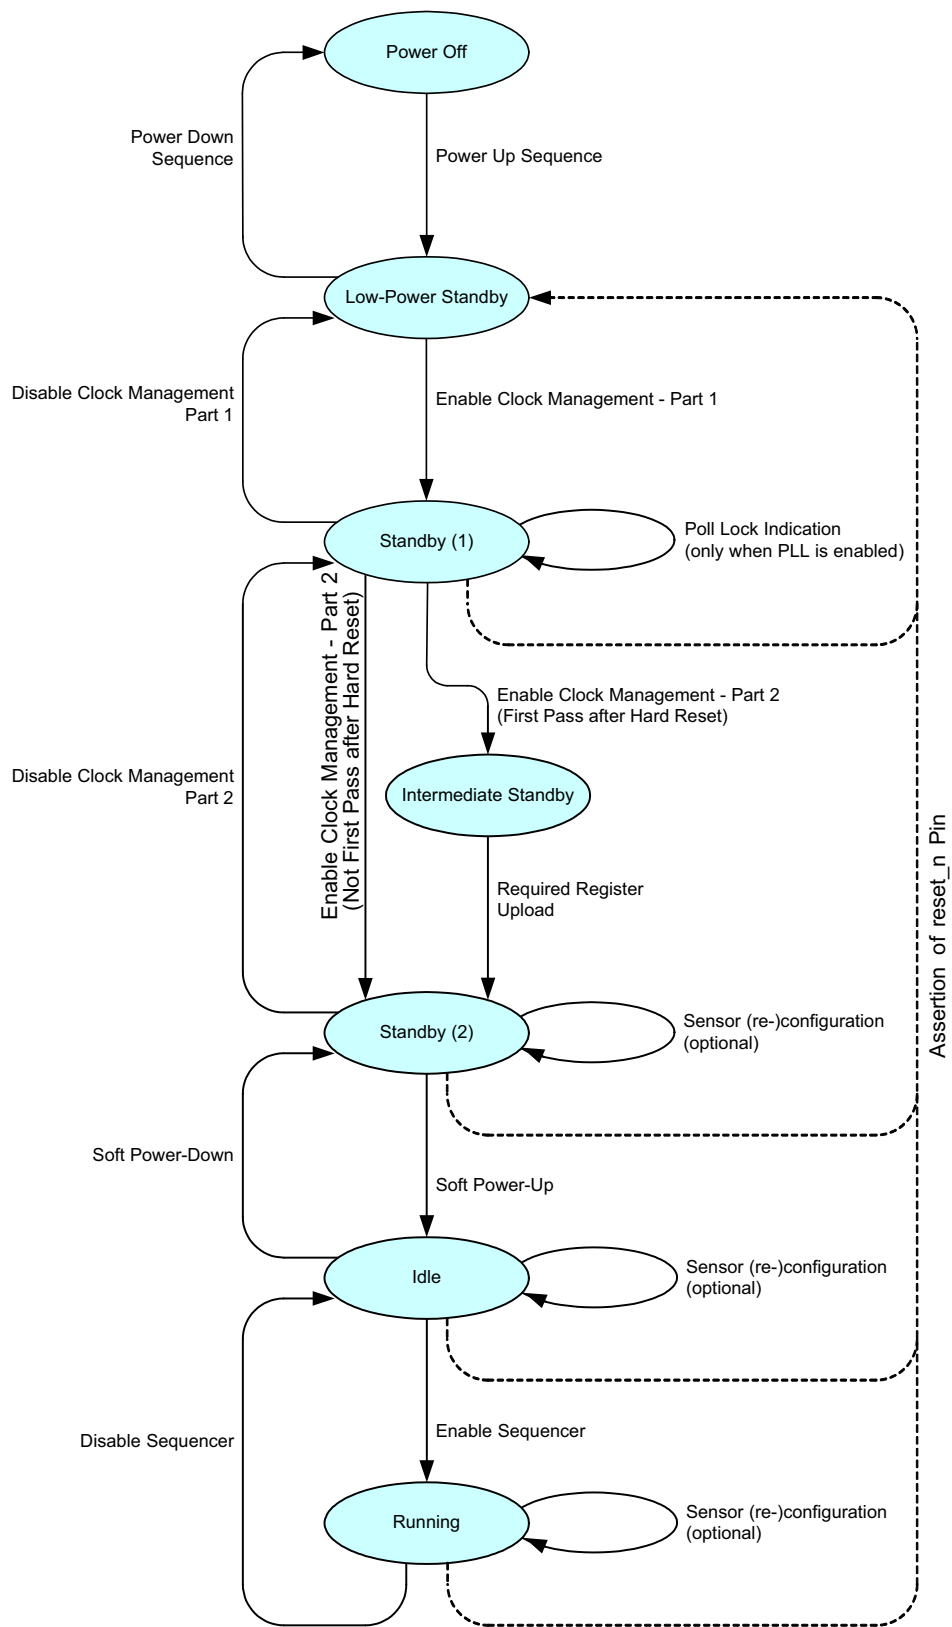 Power Off
Power Down
Sequence
Power Up Sequence
Low-Power Standby
Disable Clock Management
Part 1
Enable Clock Management - Part 1
Standby (1)
Poll Lock Indication
(only when PLL is enabled)
Enable Clock Management - Part 2
(Not First Pass after Hard Reset)
Enable Clock Management - Part 2
(First Pass after Hard Reset)
Disable Clock Management
Part 2
Intermediate Standby
Assertion of reset_n Pin
Required Register
Upload
Standby (2)
Sensor (re-)configuration
(optional)
Soft Power-Down
Soft Power-Up
Idle
Sensor (re-)configuration
(optional)
Disable Sequencer
Enable Sequencer
Running
Sensor (re-)configuration
(optional)